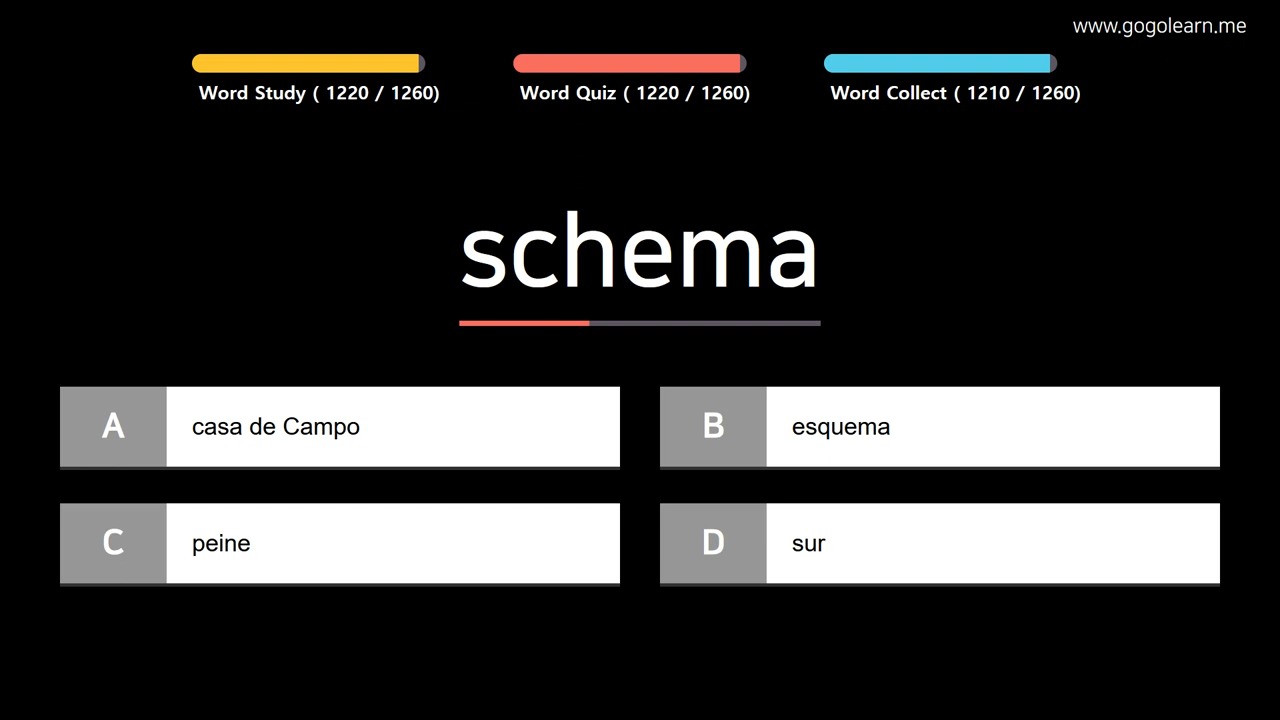 www.gogolearn.me
Word Study ( 1220 / 1260)
Word Quiz ( 1220 / 1260)
Word Collect ( 1210 / 1260)
schema
A casa de Campo
B esquema
C peine
D sur